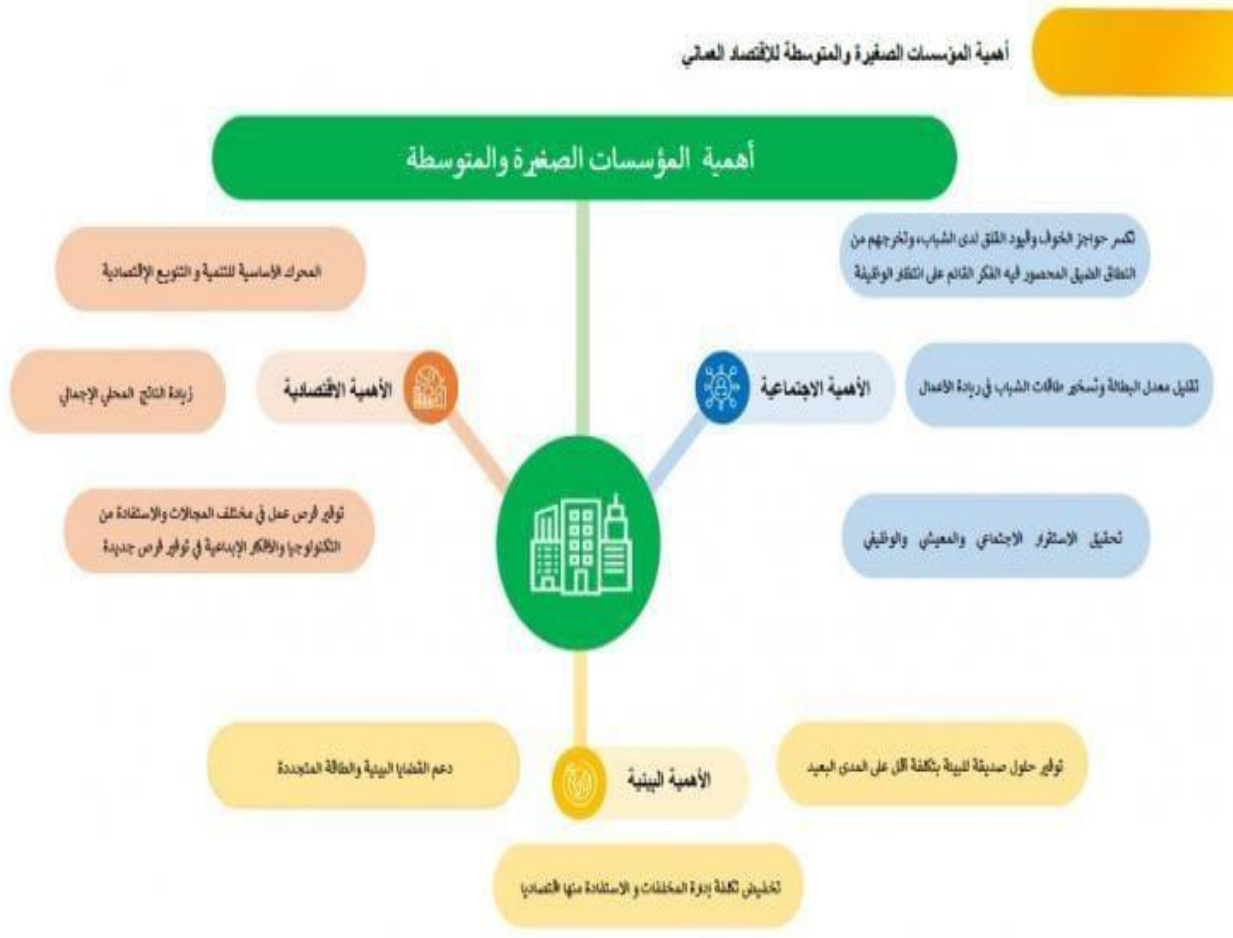 أهمية المؤسسات الصغيرة والمتوسطة للاقتصاد العماني
أهمية المؤسسات الصغيرة والمتوسطة
تكسر حواجز الخوف وقيود القلق لدى الشباب، وتخرجهم من
النطاق الضيق المحصور فيه الفكر القائم على انتظار الوظيفة
الأهمية الاجتماعية
تقليل معدل البطالة وتسخير طاقات الشباب في ريادة الاعمال
تحقيق الاستقرار الاجتماعي والمعيشي والوظيفي
المحرك الأساسية للتنمية و التنويع الإقتصادية
الأهمية الاقتصادية
زيادة الناتج المحلي الإجمالي
توفير فرص عمل في مختلف المجالات والاستفادة من
التكنولوجيا والأفكار الإبداعية في توفير فرص جديدة
توفير حلول صديقة للبيئة بتكلفة أقل على المدى البعيد
الأهمية البيئية
دعم القضايا البيئية والطاقة المتجددة
تخفيض تكلفة إدارة المخلفات و الاستفادة منها اقتصاديا